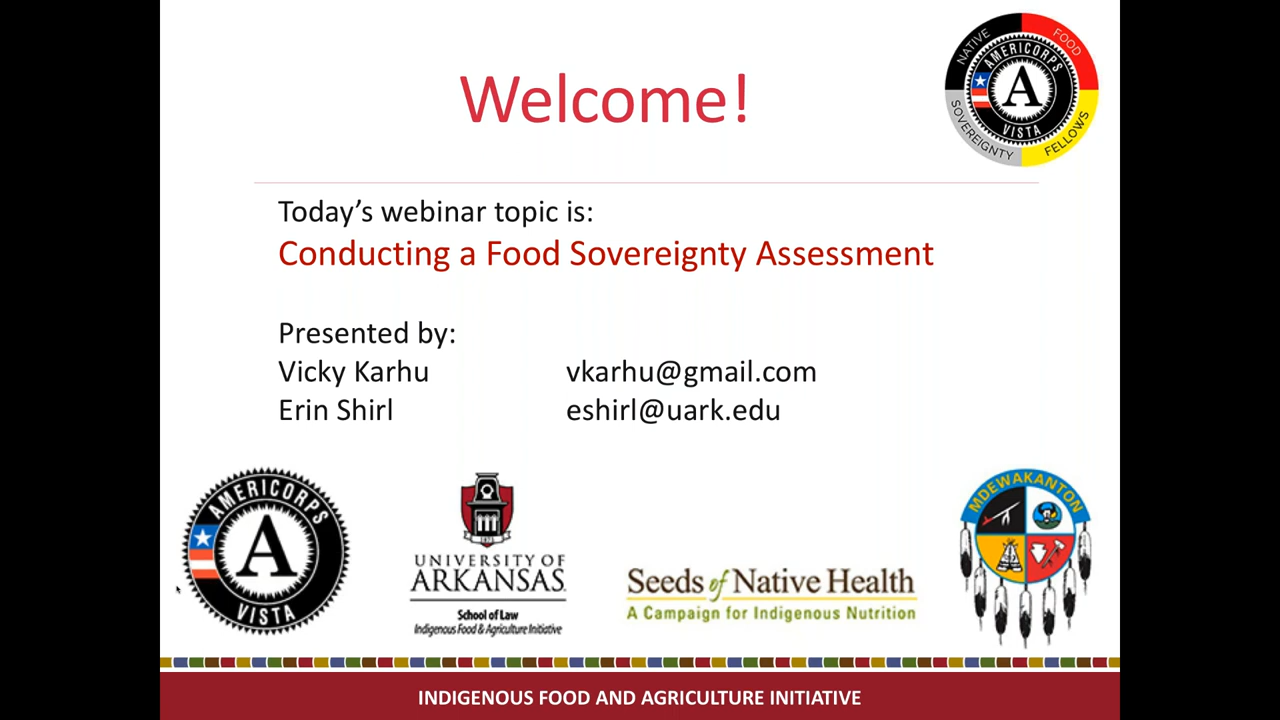 Welcome!
NATIVE FOOD
SOVEREIGNTY FELLOWS
AMERICORPS
A
VISTA
Today's webinar topic is:
Conducting a Food Sovereignty Assessment
Presented by:
Vicky Karhu vkarhu@gmail.com
Erin Shirl eshirl@uark.edu
AMERICORPS
A
VISTA
UNIVERSITY OF
ARKANSAS
School of Law
Indigenous Food & Agriculture Initiative
Seeds of Native Health
A Campaign for Indigenous Nutrition
MDEWAKANTON
INDIGENOUS FOOD AND AGRICULTURE INITIATIVE